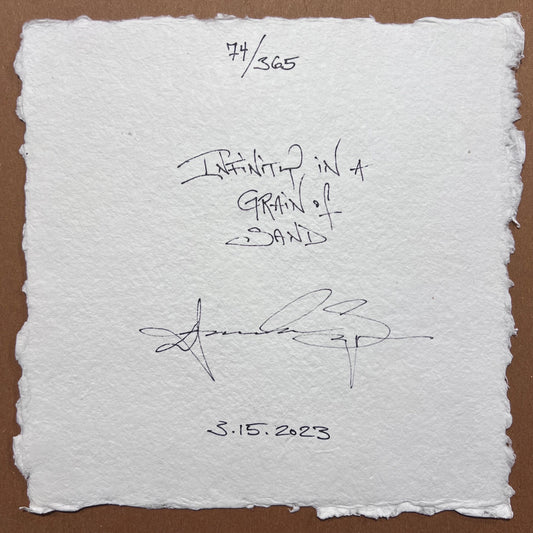 74/365
INFINITY IN A
GRAIN of
SAND
3.15.2023